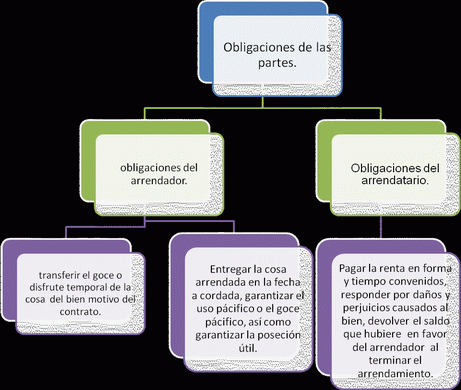 Obligaciones de las
partes.
obligaciones del
arrendador.
Obligaciones del
arrendatario.
transferir el goce o
disfrute temporal de la
cosa del bien motivo del
contrato.
Entregar la cosa
arrendada en la fecha
a cordada, garantizar el
uso pácifico o el goce
pácifico, así como
garantizar la poseción
útil.
Pagar la renta en forma
y tiempo convenidos,
responder por daños y
perjuicios causados al
bien, devolver el saldo
que hubiere en favor
del arrendador al
terminar el
arrendamiento.